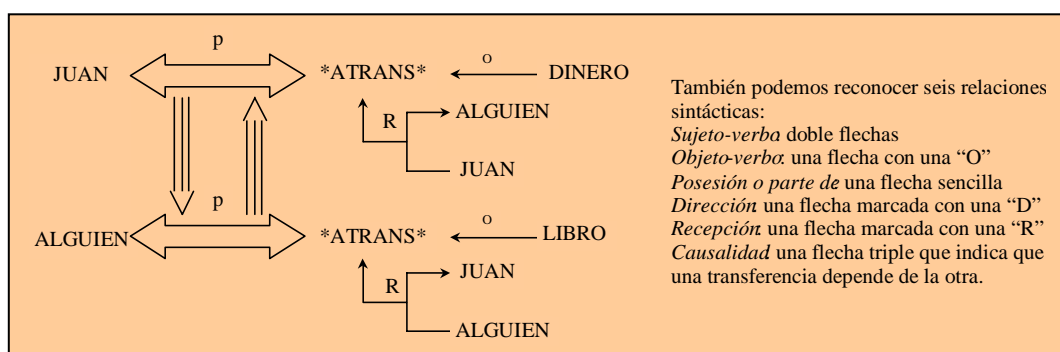 p
JUAN *ATRANS* O DINERO
ALGUIEN
R
JUAN
p
ALGUIEN *ATRANS* O LIBRO
JUAN
R
ALGUIEN
También podemos reconocer seis relaciones
sintácticas:
Sujeto-verbo: doble flechas
Objeto-verbo: una flecha con una “O”
Posesión o parte de: una flecha sencilla
Dirección: una flecha marcada con una “D”
Recepción: una flecha marcada con una “R”
Causalidad: una flecha triple que indica que
una transferencia depende de la otra.